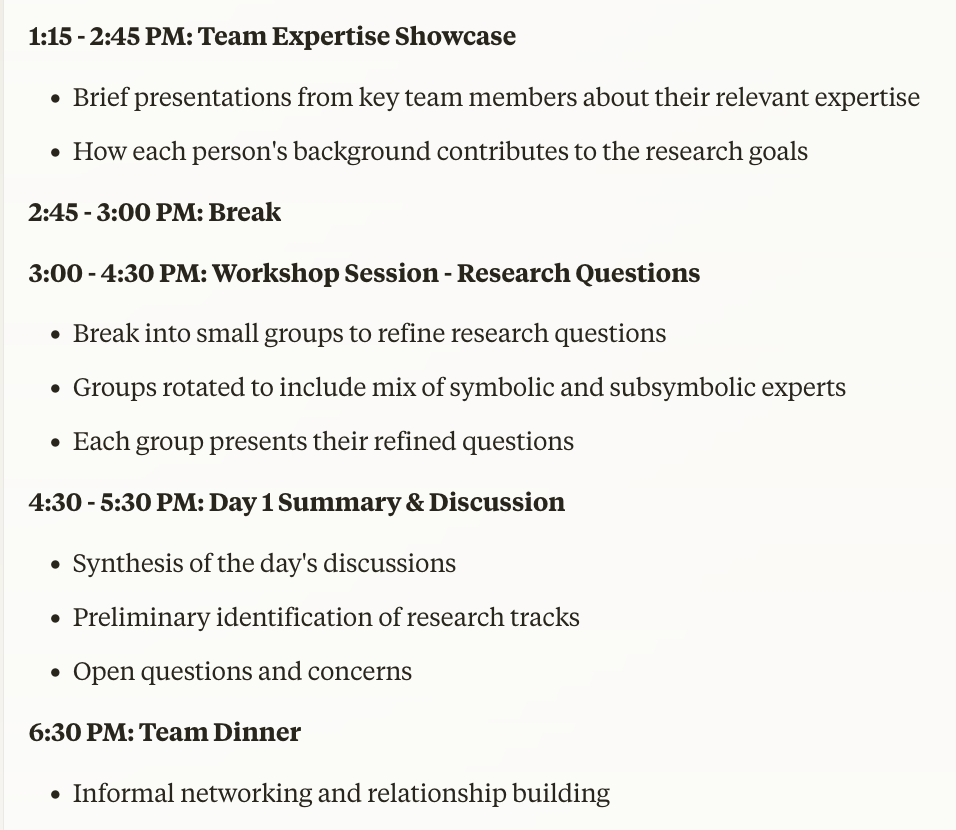 1:15 - 2:45 PM: Team Expertise Showcase
• Brief presentations from key team members about their relevant expertise
• How each person's background contributes to the research goals
2:45 - 3:00 PM: Break
3:00 - 4:30 PM: Workshop Session - Research Questions
• Break into small groups to refine research questions
• Groups rotated to include mix of symbolic and subsymbolic experts
• Each group presents their refined questions
4:30 - 5:30 PM: Day 1 Summary & Discussion
• Synthesis of the day's discussions
• Preliminary identification of research tracks
• Open questions and concerns
6:30 PM: Team Dinner
• Informal networking and relationship building